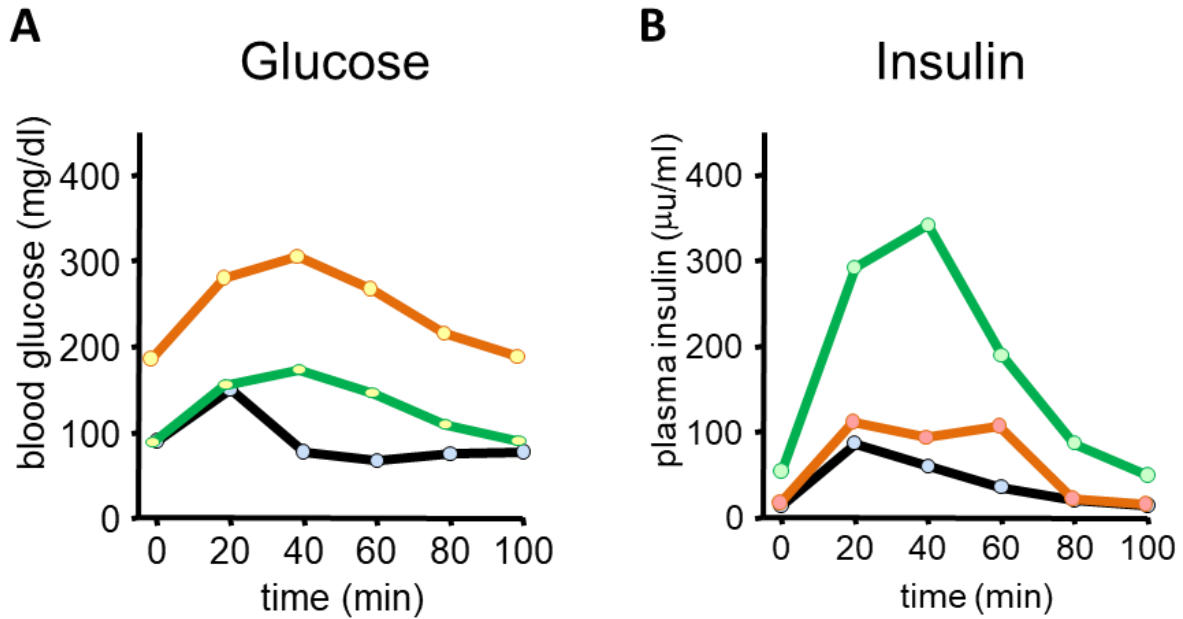 A
Glucose
blood glucose (mg/dl)
400
300
200
100
0
0 20 40 60 80 100
time (min)
B
Insulin
plasma insulin (μu/ml)
400
300
200
100
0
0 20 40 60 80 100
time (min)